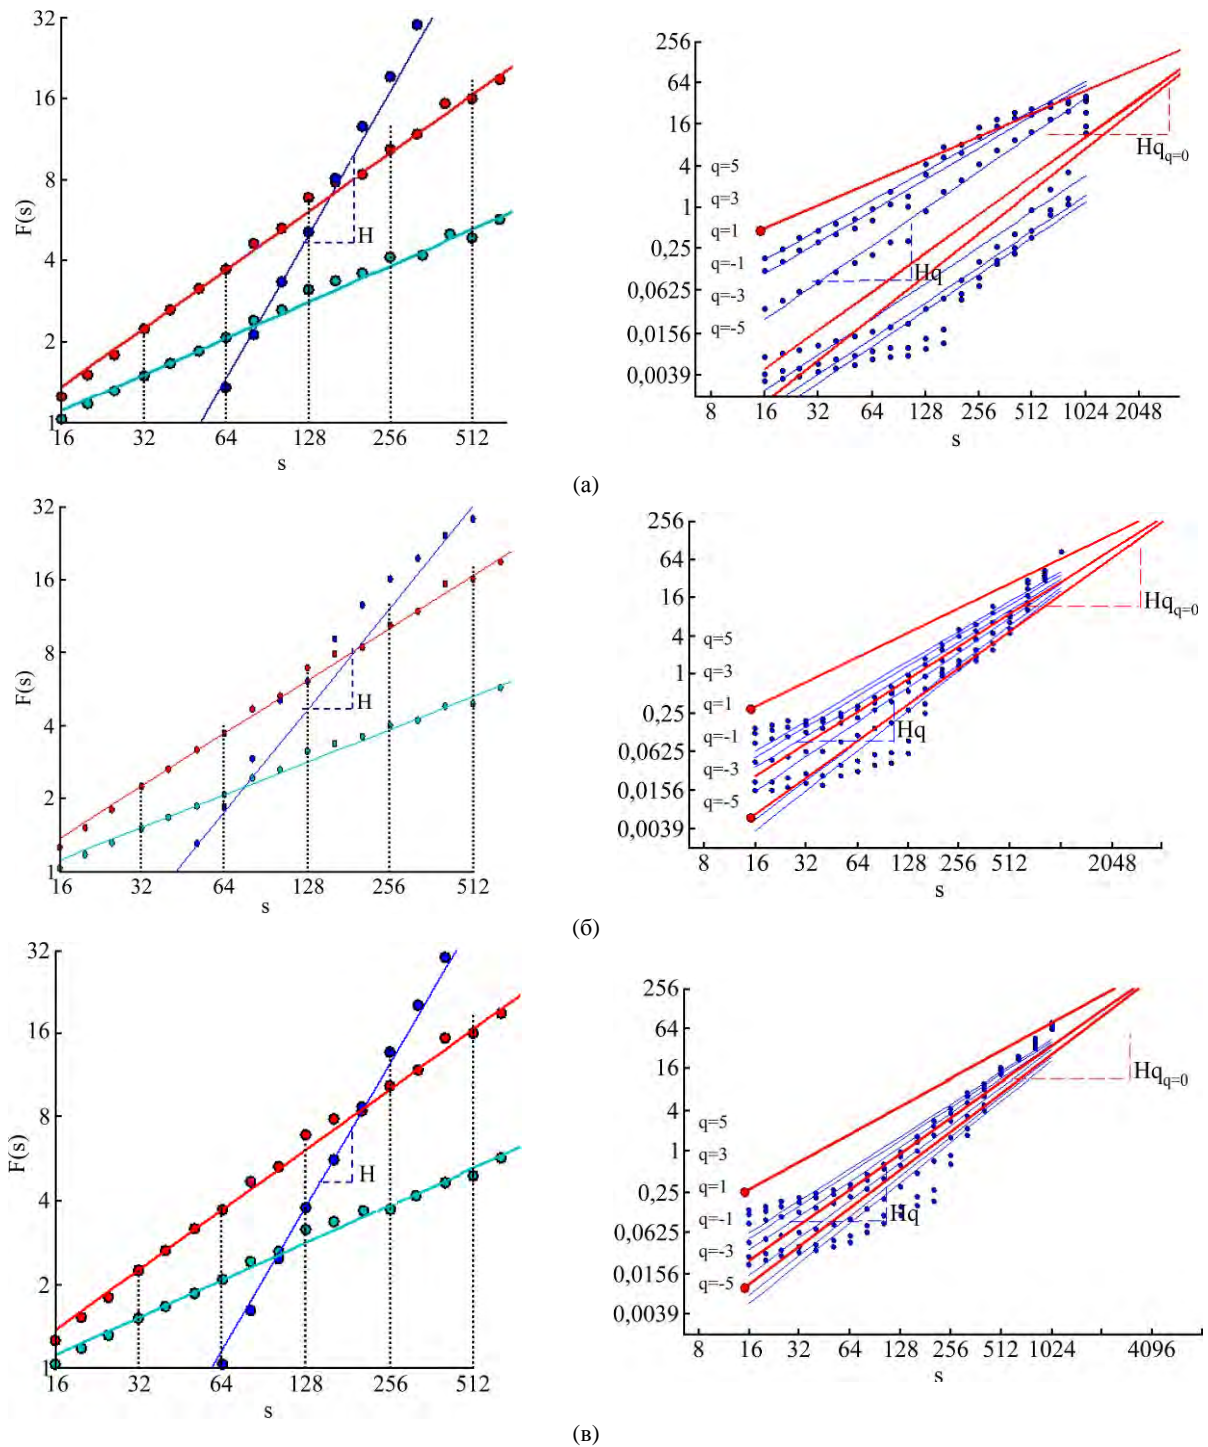 32
16
8
4
2
1
F(s)
H
16 32 64 128 256 512
s
256
64
16
4
1
0,25
0,0625
0,0156
0,0039
q=5
q=3
q=1
q=-1
q=-3
q=-5
Hq
Hqq=0
8 16 32 64 128 256 512 1024 2048
s
(а)
32
16
8
4
2
1
F(s)
H
16 32 64 128 256 512
s
256
64
16
4
1
0,25
0,0625
0,0156
0,0039
q=5
q=3
q=1
q=-1
q=-3
q=-5
Hq
Hqq=0
8 16 32 64 128 256 512 2048
s
(б)
32
16
8
4
2
1
F(s)
H
16 32 64 128 256 512
s
256
64
16
4
1
0,25
0,0625
0,0156
0,0039
q=5
q=3
q=1
q=-1
q=-3
q=-5
Hq
Hqq=0
8 16 32 64 128 256 512 1024 4096
s
(в)